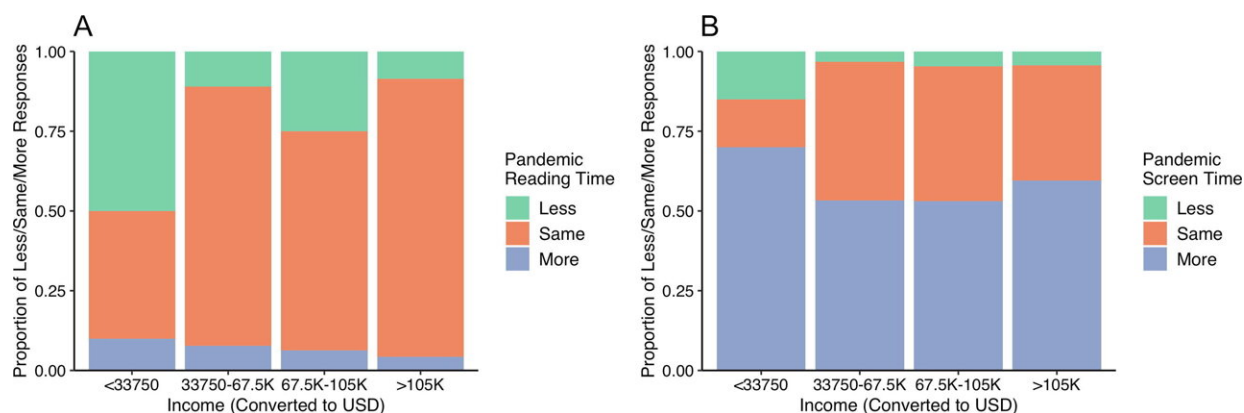 A
Proportion of Less/Same/More Responses
1.00
0.75
0.50
0.25
0.00
<33750 33750-67.5K 67.5K-105K >105K
Income (Converted to USD)
Pandemic
Reading Time
Less
Same
More
B
Proportion of Less/Same/More Responses
1.00
0.75
0.50
0.25
0.00
<33750 33750-67.5K 67.5K-105K >105K
Income (Converted to USD)
Pandemic
Screen Time
Less
Same
More